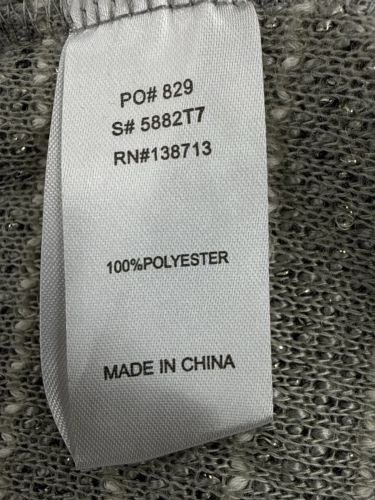 PO# 829
S# 5882T7
RN#138713
100%POLYESTER
MADE IN CHINA